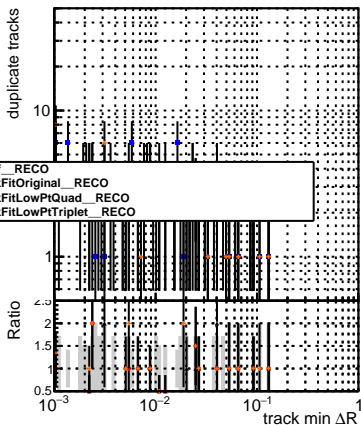 duplicate tracks
10
__RECO
FitOriginal__RECO
FitLowPtQuad__RECO
FitLowPtTriplet__RECO
1
Ratio
2.5
2
1.5
1
0.5
10⁻³
10⁻²
10⁻¹
1
track min ΔR